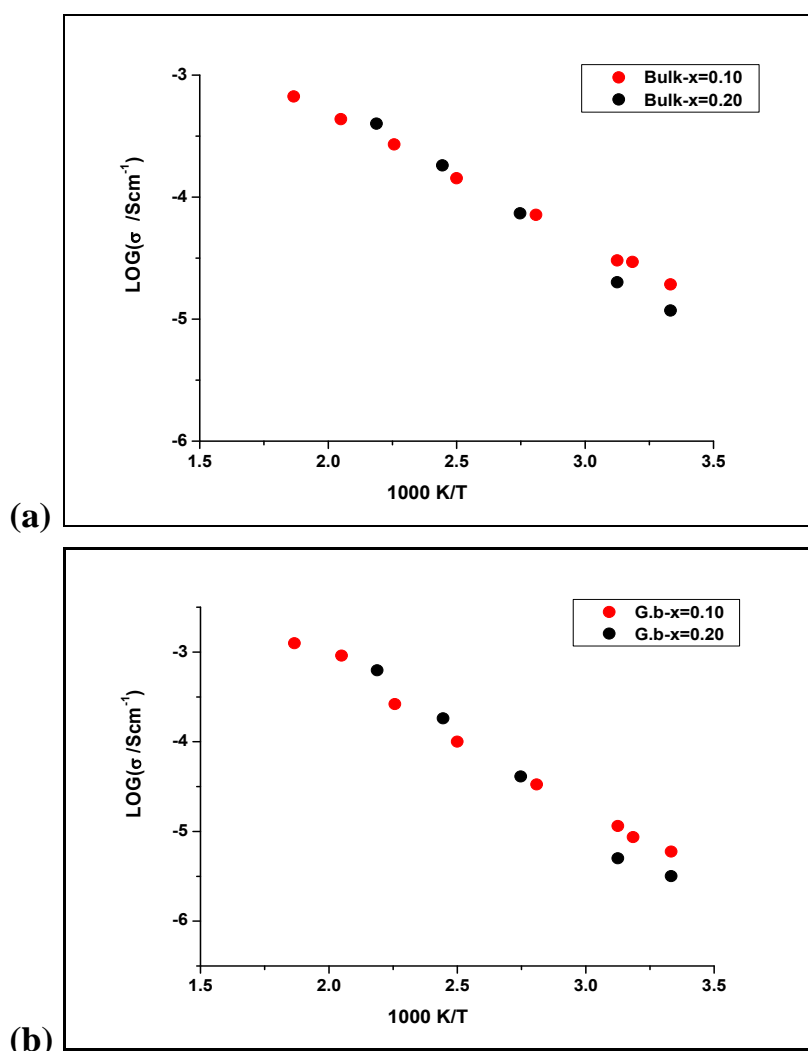 Bulk-x=0.10
Bulk-x=0.20
-3
-4
-5
-6
LOG(σ /Scm⁻¹)
1.5 2.0 2.5 3.0 3.5
1000 K/T
(a)
G.b-x=0.10
G.b-x=0.20
-3
-4
-5
-6
LOG(σ /Scm⁻¹)
1.5 2.0 2.5 3.0 3.5
1000 K/T
(b)